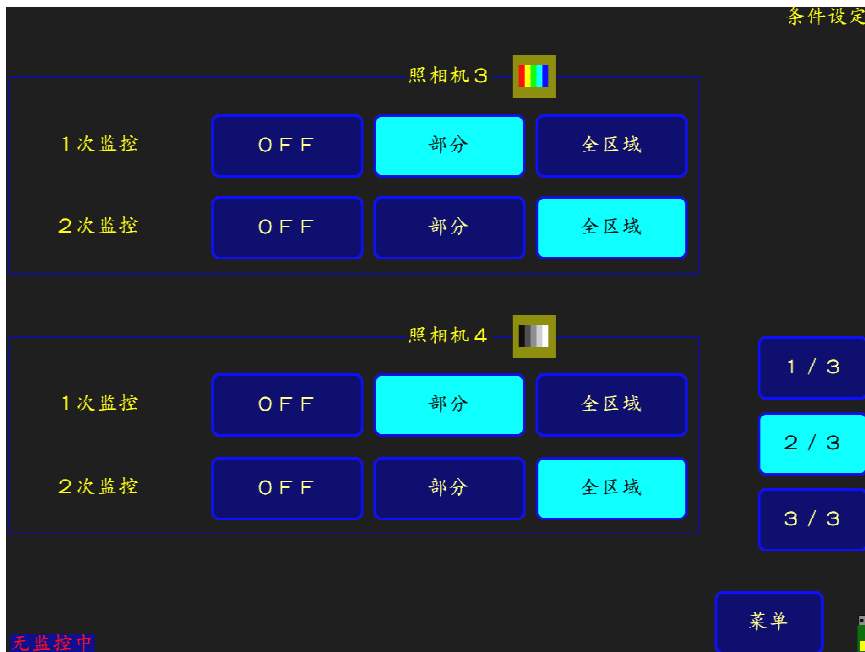 条件设定
照相机3
1次监控 OFF 部分 全区域
2次监控 OFF 部分 全区域
照相机4
1次监控 OFF 部分 全区域
2次监控 OFF 部分 全区域
1/3
2/3
3/3
菜单
无监控中